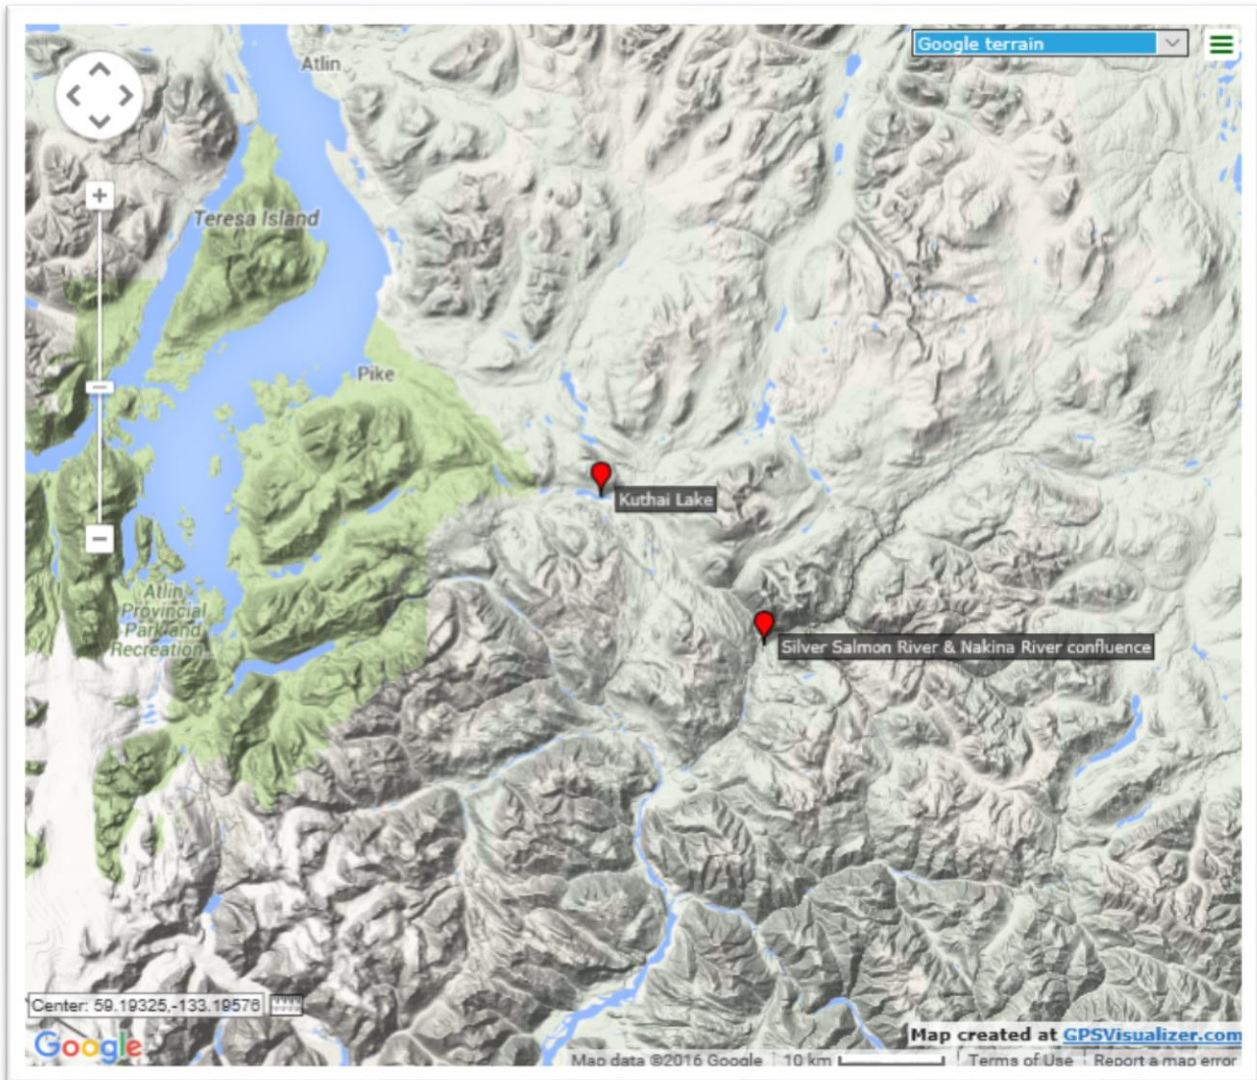 Google terrain
Atlin
Teresa Island
Pike
Kuthai Lake
Atlin
Provincial
Park and
Recreation...
Silver Salmon River & Nakina River confluence
Center: 59.19325,-133.19576
Google
Map created at GPSVisualizer.com
Map data ©2016 Google
10 km
Terms of Use
Report a map error